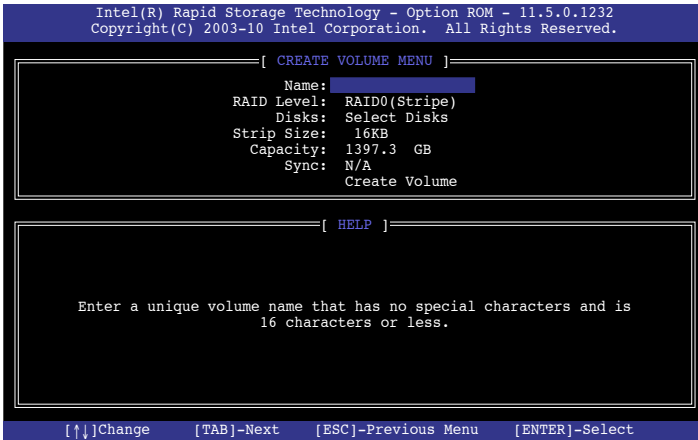 Intel(R) Rapid Storage Technology - Option ROM - 11.5.0.1232
Copyright(C) 2003-10 Intel Corporation.  All Rights Reserved.
[ CREATE VOLUME MENU ]
Name:
RAID Level: RAID0(Stripe)
Disks: Select Disks
Strip Size: 16KB
Capacity: 1397.3 GB
Sync: N/A
Create Volume
[ HELP ]
Enter a unique volume name that has no special characters and is
16 characters or less.
[↑↓]Change [TAB]-Next [ESC]-Previous Menu [ENTER]-Select